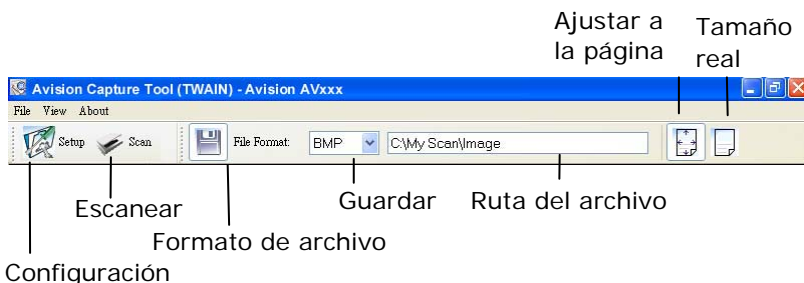 Ajustar a
la página
Tamaño
real
Avision Capture Tool (TWAIN) - Avision AVxxx
File View About
Setup Scan File Format: BMP C:\My Scan\Image
Escanear
Guardar
Ruta del archivo
Formato de archivo
Configuración